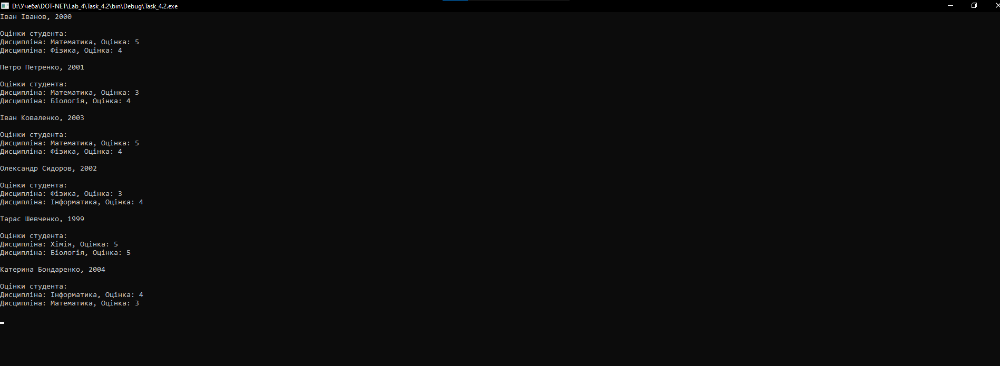 D:\Учеба\DOT-NET\Lab_4\Task_4.2\bin\Debug\Task_4.2.exe
Іван Іванов, 2000
Оцінки студента:
Дисципліна: Математика, Оцінка: 5
Дисципліна: Фізика, Оцінка: 4
Петро Петренко, 2001
Оцінки студента:
Дисципліна: Математика, Оцінка: 3
Дисципліна: Біологія, Оцінка: 4
Іван Коваленко, 2003
Оцінки студента:
Дисципліна: Математика, Оцінка: 5
Дисципліна: Фізика, Оцінка: 4
Олександр Сидоров, 2002
Оцінки студента:
Дисципліна: Фізика, Оцінка: 3
Дисципліна: Інформатика, Оцінка: 4
Тарас Шевченко, 1999
Оцінки студента:
Дисципліна: Хімія, Оцінка: 5
Дисципліна: Біологія, Оцінка: 5
Катерина Бондаренко, 2004
Оцінки студента:
Дисципліна: Інформатика, Оцінка: 4
Дисципліна: Математика, Оцінка: 3